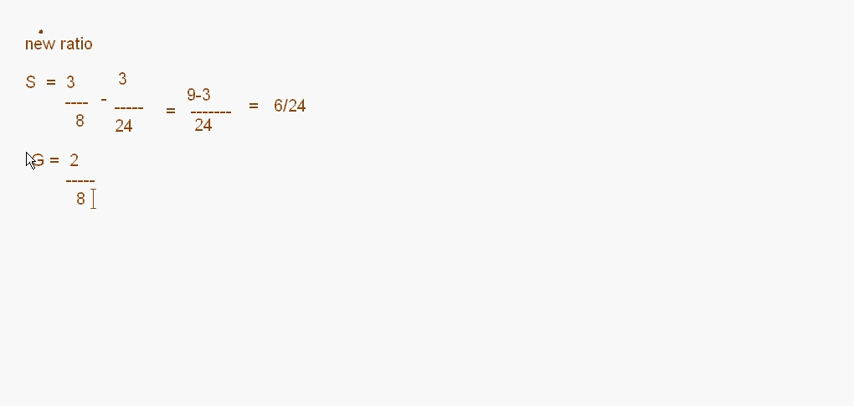 new ratio
S = 3/8 - 3/24 = 9-3/24 = 6/24
G = 2/8